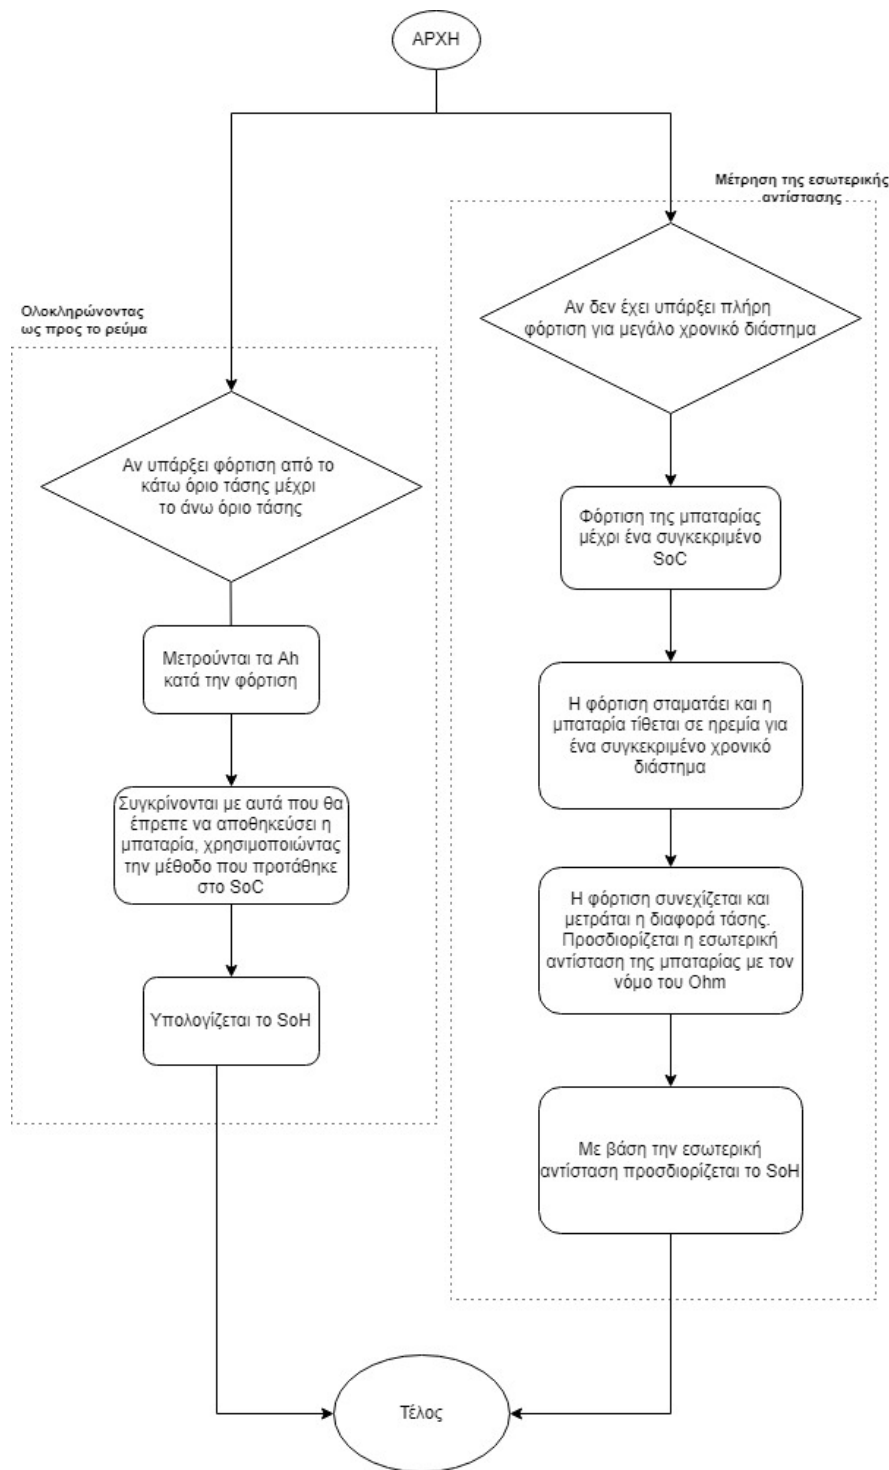 ΑΡΧΗ
Μέτρηση της εσωτερικής
αντίστασης
Αν δεν έχει υπάρξει πλήρη
φόρτιση για μεγάλο χρονικό διάστημα
Ολοκληρώνοντας
ως προς το ρεύμα
Αν υπάρξει φόρτιση από το
κάτω όριο τάσης μέχρι
το άνω όριο τάσης
Φόρτιση της μπαταρίας
μέχρι ένα συγκεκριμένο
SoC
Μετρούνται τα Ah
κατά την φόρτιση
Η φόρτιση σταματάει και η
μπαταρία τίθεται σε ηρεμία για
ένα συγκεκριμένο χρονικό
διάστημα
Συγκρίνονται με αυτά που θα
έπρεπε να αποθηκεύσει η
μπαταρία, χρησιμοποιώντας
την μέθοδο που προτάθηκε
στο SoC
Η φόρτιση συνεχίζεται και
μετράται η διαφορά τάσης.
Προσδιορίζεται η εσωτερική
αντίσταση της μπαταρίας με τον
νόμο του Ohm
Υπολογίζεται το SoH
Με βάση την εσωτερική
αντίσταση προσδιορίζεται το SoH
Τέλος